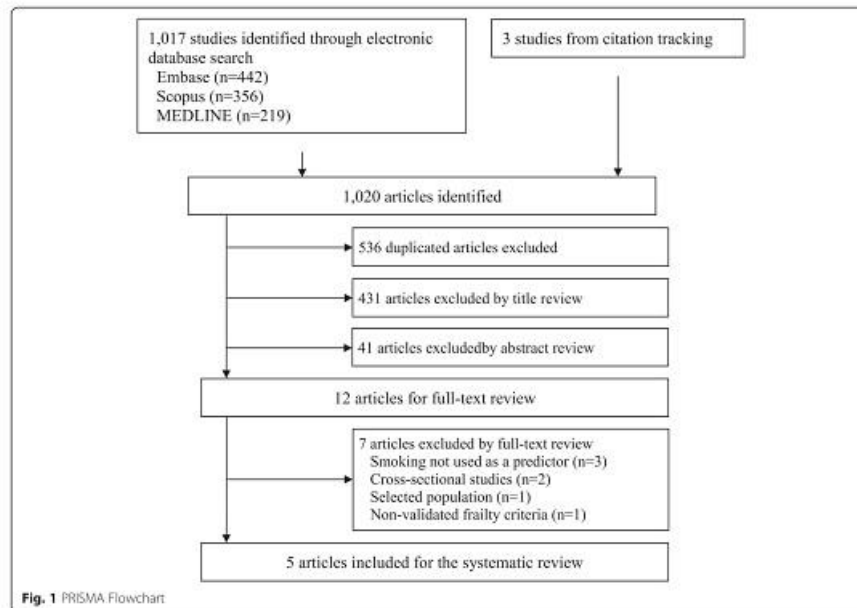 1,017 studies identified through electronic
database search
Embase (n=442)
Scopus (n=356)
MEDLINE (n=219)
3 studies from citation tracking
1,020 articles identified
536 duplicated articles excluded
431 articles excluded by title review
41 articles excludedby abstract review
12 articles for full-text review
7 articles excluded by full-text review
Smoking not used as a predictor (n=3)
Cross-sectional studies (n=2)
Selected population (n=1)
Non-validated frailty criteria (n=1)
5 articles included for the systematic review
Fig. 1 PRISMA Flowchart